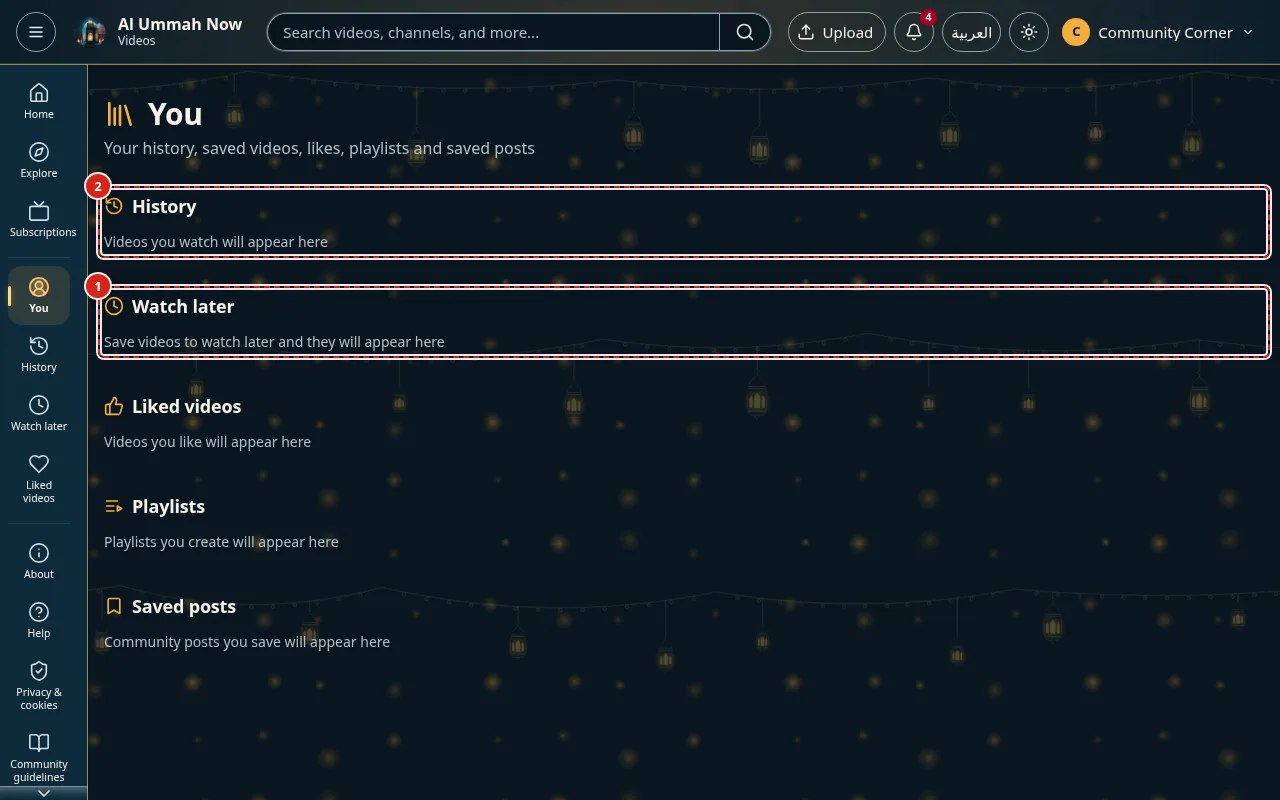 Al Ummah Now
Videos
Search videos, channels, and more...
Upload
4
العربية
C
Community Corner
Home
Explore
Subscriptions
You
History
Watch later
Liked
videos
About
Help
Privacy &
cookies
Community
guidelines
You
Your history, saved videos, likes, playlists and saved posts
2
History
Videos you watch will appear here
1
Watch later
Save videos to watch later and they will appear here
Liked videos
Videos you like will appear here
Playlists
Playlists you create will appear here
Saved posts
Community posts you save will appear here